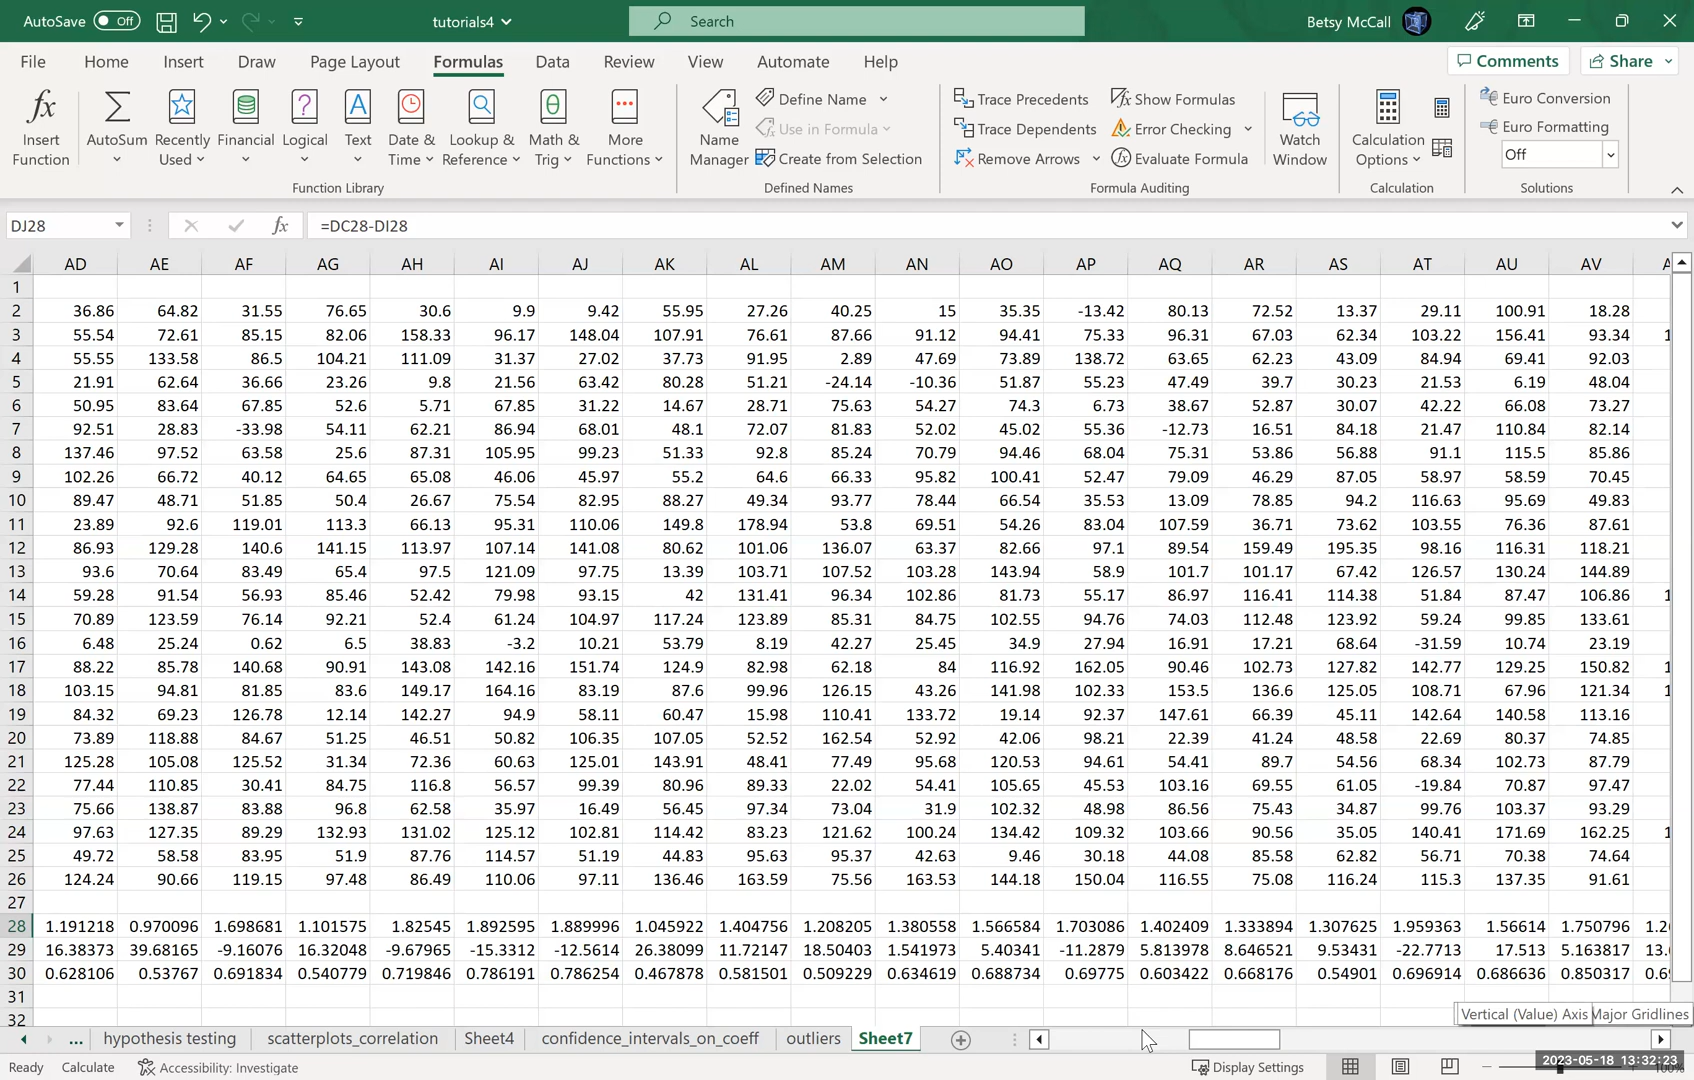 AutoSave Off tutorials4 Search Betsy McCall
File Home Insert Draw Page Layout Formulas Data Review View Automate Help Comments Share
Insert Function AutoSum Recently Used Financial Logical Text Date & Time Lookup & Reference Math & Trig More Functions Name Manager Define Name Use in Formula Create from Selection Trace Precedents Trace Dependents Remove Arrows Show Formulas Error Checking Evaluate Formula Watch Window Calculation Options Euro Conversion Euro Formatting Off
Function Library Defined Names Formula Auditing Calculation Solutions
DJ28 fx =DC28-DI28
AD AE AF AG AH AI AJ AK AL AM AN AO AP AQ AR AS AT AU AV
1
2 36.86 64.82 31.55 76.65 30.6 9.9 9.42 55.95 27.26 40.25 15 35.35 -13.42 80.13 72.52 13.37 29.11 100.91 18.28
3 55.54 72.61 85.15 82.06 158.33 96.17 148.04 107.91 76.61 87.66 91.12 94.41 75.33 96.31 67.03 62.34 103.22 156.41 93.34 1
4 55.55 133.58 86.5 104.21 111.09 31.37 27.02 37.73 91.95 2.89 47.69 73.89 138.72 63.65 62.23 43.09 84.94 69.41 92.03
5 21.91 62.64 36.66 23.26 9.8 21.56 63.42 80.28 51.21 -24.14 -10.36 51.87 55.23 47.49 39.7 30.23 21.53 6.19 48.04
6 50.95 83.64 67.85 52.6 5.71 67.85 31.22 14.67 28.71 75.63 54.27 74.3 6.73 38.67 52.87 30.07 42.22 66.08 73.27
7 92.51 28.83 -33.98 54.11 62.21 86.94 68.01 48.1 72.07 81.83 52.02 45.02 55.36 -12.73 16.51 84.18 21.47 110.84 82.14
8 137.46 97.52 63.58 25.6 87.31 105.95 99.23 51.33 92.8 85.24 70.79 94.46 68.04 75.31 53.86 56.88 91.1 115.5 85.86
9 102.26 66.72 40.12 64.65 65.08 46.06 45.97 55.2 64.6 66.33 95.82 100.41 52.47 79.09 46.29 87.05 58.97 58.59 70.45
10 89.47 48.71 51.85 50.4 26.67 75.54 82.95 88.27 49.34 93.77 78.44 66.54 35.53 13.09 78.85 94.2 116.63 95.69 49.83
11 23.89 92.6 119.01 113.3 66.13 95.31 110.06 149.8 178.94 53.8 69.51 54.26 83.04 107.59 36.71 73.62 103.55 76.36 87.61
12 86.93 129.28 140.6 141.15 113.97 107.14 141.08 80.62 101.06 136.07 63.37 82.66 97.1 89.54 159.49 195.35 98.16 116.31 118.21
13 93.6 70.64 83.49 65.4 97.5 121.09 97.75 13.39 103.71 107.52 103.28 143.94 58.9 101.7 101.17 67.42 126.57 130.24 144.89
14 59.28 91.54 56.93 85.46 52.42 79.98 93.15 42 131.41 96.34 102.86 81.73 55.17 86.97 116.41 114.38 51.84 87.47 106.86 1
15 70.89 123.59 76.14 92.21 52.4 61.24 104.97 117.24 123.89 85.31 84.75 102.55 94.76 74.03 112.48 123.92 59.24 99.85 133.61
16 6.48 25.24 0.62 6.5 38.83 -3.2 10.21 53.79 8.19 42.27 25.45 34.9 27.94 16.91 17.21 68.64 -31.59 10.74 23.19
17 88.22 85.78 140.68 90.91 143.08 142.16 151.74 124.9 82.98 62.18 84 116.92 162.05 90.46 102.73 127.82 142.77 129.25 150.82 1
18 103.15 94.81 81.85 83.6 149.17 164.16 83.19 87.6 99.96 126.15 43.26 141.98 102.33 153.5 136.6 125.05 108.71 67.96 121.34 1
19 84.32 69.23 126.78 12.14 142.27 94.9 58.11 60.47 15.98 110.41 133.72 19.14 92.37 147.61 66.39 45.11 142.64 140.58 113.16
20 73.89 118.88 84.67 51.25 46.51 50.82 106.35 107.05 52.52 162.54 52.92 42.06 98.21 22.39 41.24 48.58 22.69 80.37 74.85
21 125.28 105.08 125.52 31.34 72.36 60.63 125.01 143.91 48.41 77.49 95.68 120.53 94.61 54.41 89.7 54.56 68.34 102.73 87.79
22 77.44 110.85 30.41 84.75 116.8 56.57 99.39 80.96 89.33 22.02 54.41 105.65 45.53 103.16 69.55 61.05 -19.84 70.87 97.47
23 75.66 138.87 83.88 96.8 62.58 35.97 16.49 56.45 97.34 73.04 31.9 102.32 48.98 86.56 75.43 34.87 99.76 103.37 93.29
24 97.63 127.35 89.29 132.93 131.02 125.12 102.81 114.42 83.23 121.62 100.24 134.42 109.32 103.66 90.56 35.05 140.41 171.69 162.25 1
25 49.72 58.58 83.95 51.9 87.76 114.57 51.19 44.83 95.63 95.37 42.63 9.46 30.18 44.08 85.58 62.82 56.71 70.38 74.64
26 124.24 90.66 119.15 97.48 86.49 110.06 97.11 136.46 163.59 75.56 163.53 144.18 150.04 126.55 75.08 116.24 115.3 137.35 91.61
27
28 1.191218 0.970096 1.698681 1.101575 1.82545 1.892595 1.889996 1.045922 1.404756 1.208205 1.380558 1.566584 1.703086 1.402409 1.333894 1.307625 1.959363 1.56614 1.750796 1.2
29 16.38373 39.68165 -9.16076 16.32048 -9.67965 -15.3312 -12.5614 26.38099 11.72147 18.50403 1.541973 5.40341 -11.2879 5.813978 8.646521 9.53431 -22.7713 17.513 5.163817 13.
30 0.628106 0.53767 0.691834 0.540779 0.719846 0.786191 0.786254 0.467878 0.581501 0.509229 0.634619 0.688734 0.69775 0.603422 0.668176 0.54901 0.696914 0.686636 0.850317
31
32 Vertical (Value) Axis Major Gridlines
... hypothesis testing scatterplots_correlation Sheet4 confidence_intervals_on_coeff outliers Sheet7
Ready Calculate Accessibility: Investigate Display Settings 2023-05-18 13:32:23